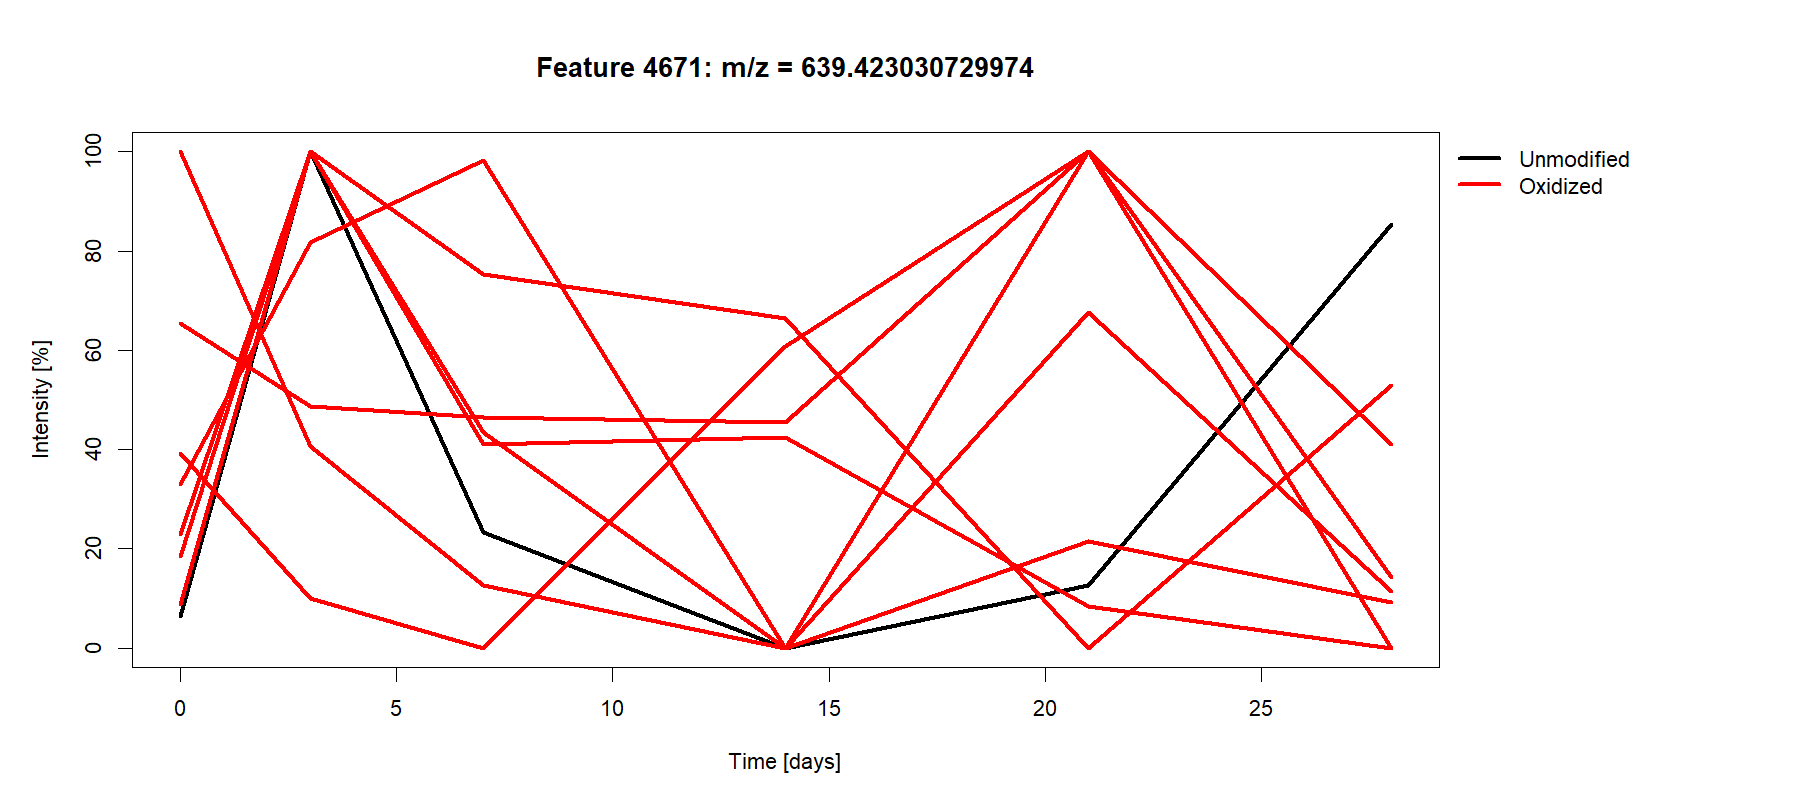 Feature 4671: m/z = 639.423030729974
Unmodified
Oxidized
100
80
60
40
20
0
Intensity [%]
0 5 10 15 20 25
Time [days]